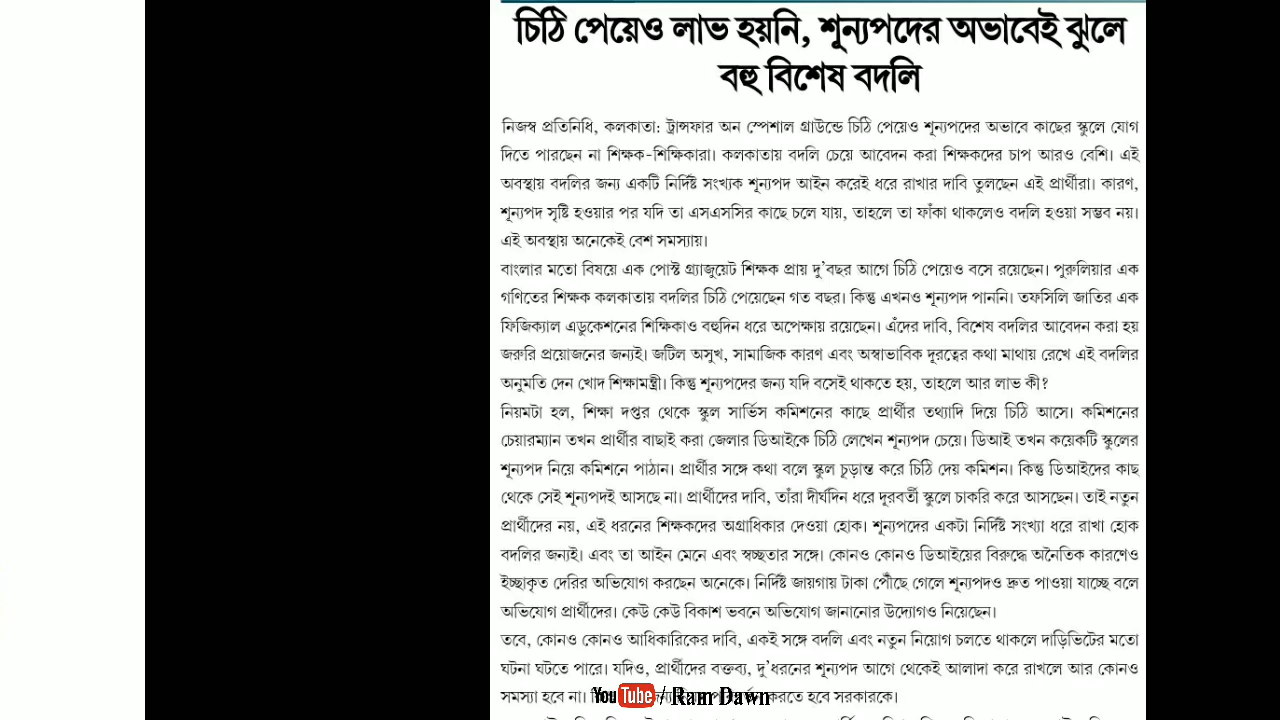 চিঠি পেয়েও লাভ হয়নি, শূন্যপদের অভাবেই ঝুলে
বহু বিশেষ বদলি
নিজস্ব প্রতিনিধি, কলকাতা: ট্রান্সফার অন স্পেশাল গ্রাউন্ডে চিঠি পেয়েও শূন্যপদের অভাবে কাছের স্কুলে যোগ
দিতে পারছেন না শিক্ষক-শিক্ষিকারা। কলকাতায় বদলি চেয়ে আবেদন করা শিক্ষকদের চাপ আরও বেশি। এই
অবস্থায় বদলির জন্য একটি নির্দিষ্ট সংখ্যক শূন্যপদ আইন করেই ধরে রাখার দাবি তুলছেন এই প্রার্থীরা। কারণ,
শূন্যপদ সৃষ্টি হওয়ার পর যদি তা এসএসসির কাছে চলে যায়, তাহলে তা ফাঁকা থাকলেও বদলি হওয়া সম্ভব নয়।
এই অবস্থায় অনেকেই বেশ সমস্যায়।
বাংলার মতো বিষয়ে এক পোস্ট গ্র্যাজুয়েট শিক্ষক প্রায় দু'বছর আগে চিঠি পেয়েও বসে রয়েছেন। পুরুলিয়ার এক
গণিতের শিক্ষক কলকাতায় বদলির চিঠি পেয়েছেন গত বছর। কিন্তু এখনও শূন্যপদ পাননি। তফসিলি জাতির এক
ফিজিক্যাল এডুকেশনের শিক্ষিকাও বহুদিন ধরে অপেক্ষায় রয়েছেন। এঁদের দাবি, বিশেষ বদলির আবেদন করা হয়
জরুরি প্রয়োজনের জন্যই। জটিল অসুখ, সামাজিক কারণ এবং অস্বাভাবিক দূরত্বের কথা মাথায় রেখে এই বদলির
অনুমতি দেন খোদ শিক্ষামন্ত্রী। কিন্তু শূন্যপদের জন্য যদি বসেই থাকতে হয়, তাহলে আর লাভ কী?
নিয়মটা হল, শিক্ষা দপ্তর থেকে স্কুল সার্ভিস কমিশনের কাছে প্রার্থীর তথ্যাদি দিয়ে চিঠি আসে। কমিশনের
চেয়ারম্যান তখন প্রার্থীর বাছাই করা জেলার ডিআইকে চিঠি লেখেন শূন্যপদ চেয়ে। ডিআই তখন কয়েকটি স্কুলের
শূন্যপদ নিয়ে কমিশনে পাঠান। প্রার্থীর সঙ্গে কথা বলে স্কুল চূড়ান্ত করে চিঠি দেয় কমিশন। কিন্তু ডিআইদের কাছ
থেকে সেই শূন্যপদই আসছে না। প্রার্থীদের দাবি, তাঁরা দীর্ঘদিন ধরে দূরবর্তী স্কুলে চাকরি করে আসছেন। তাই নতুন
প্রার্থীদের নয়, এই ধরনের শিক্ষকদের অগ্রাধিকার দেওয়া হোক। শূন্যপদের একটা নির্দিষ্ট সংখ্যা ধরে রাখা হোক
বদলির জন্যই। এবং তা আইন মেনে এবং স্বচ্ছতার সঙ্গে। কোনও কোনও ডিআইয়ের বিরুদ্ধে অনৈতিক কারণেও
ইচ্ছাকৃত দেরির অভিযোগ করছেন অনেকে। নির্দিষ্ট জায়গায় টাকা পৌঁছে গেলে শূন্যপদও দ্রুত পাওয়া যাচ্ছে বলে
অভিযোগ প্রার্থীদের। কেউ কেউ বিকাশ ভবনে অভিযোগ জানানোর উদ্যোগও নিয়েছেন।
তবে, কোনও কোনও আধিকারিকের দাবি, একই সঙ্গে বদলি এবং নতুন নিয়োগ চলতে থাকলে দাড়িভিটের মতো
ঘটনা ঘটতে পারে। যদিও, প্রার্থীদের বক্তব্য, দু'ধরনের শূন্যপদ আগে থেকেই আলাদা করে রাখলে আর কোনও
সমস্যা হবে না। করতে হবে সরকারকে।
YouTube / Ram Dawn